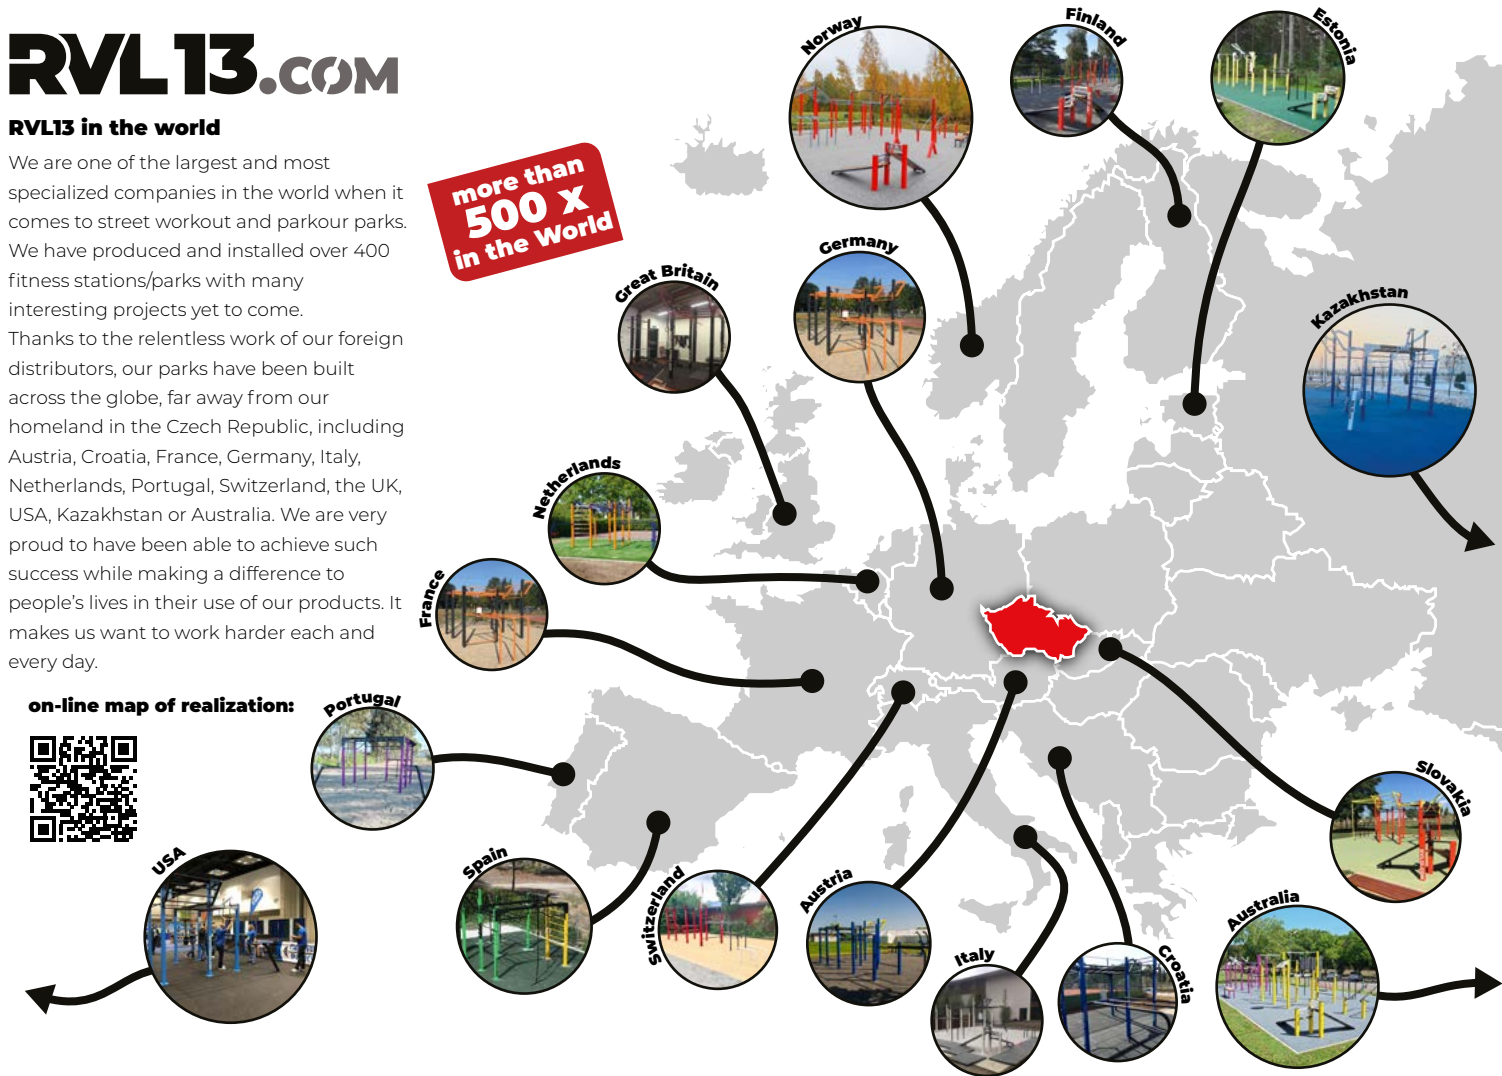 RVL13.COM
RVL13 in the world
We are one of the largest and most
specialized companies in the world when it
comes to street workout and parkour parks.
We have produced and installed over 400
fitness stations/parks with many
interesting projects yet to come.
Thanks to the relentless work of our foreign
distributors, our parks have been built
across the globe, far away from our
homeland in the Czech Republic, including
Austria, Croatia, France, Germany, Italy,
Netherlands, Portugal, Switzerland, the UK,
USA, Kazakhstan or Australia. We are very
proud to have been able to achieve such
success while making a difference to
people's lives in their use of our products. It
makes us want to work harder each and
every day.
on-line map of realization:
more than
500 x
in the World
Norway
Finland
Estonia
Germany
Great Britain
Kazakhstan
Netherlands
France
Portugal
USA
Spain
Switzerland
Austria
Italy
Croatia
Australia
Slovakia